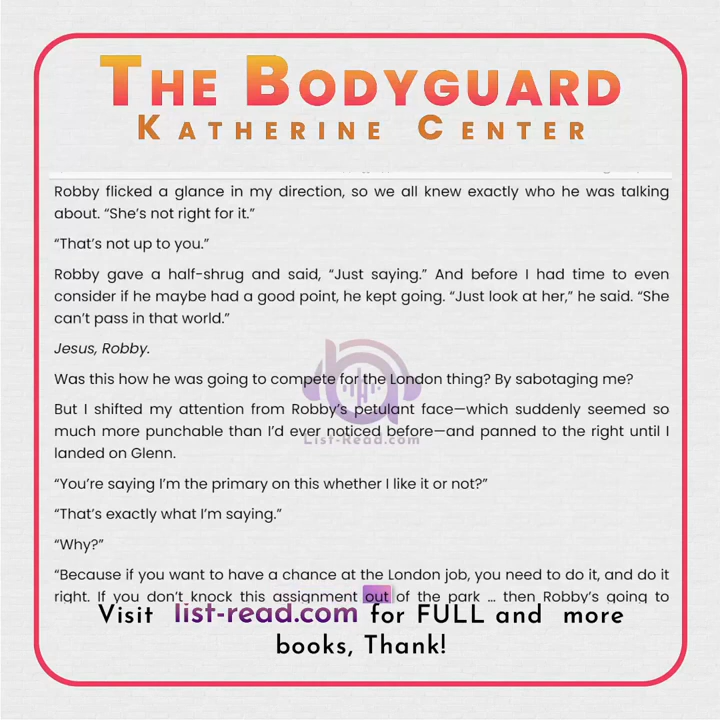 THE BODYGUARD
KATHERINE CENTER
Robby flicked a glance in my direction, so we all knew exactly who he was talking
about. “She’s not right for it.”
“That’s not up to you.”
Robby gave a half-shrug and said, “Just saying.” And before I had time to even
consider if he maybe had a good point, he kept going. “Just look at her,” he said. “She
can’t pass in that world.”
Jesus, Robby.
Was this how he was going to compete for the London thing? By sabotaging me?
But I shifted my attention from Robby’s petulant face—which suddenly seemed so
much more punchable than I’d ever noticed before—and panned to the right until I
List-Read.com
landed on Glenn.
“You’re saying I’m the primary on this whether I like it or not?”
“That’s exactly what I’m saying.”
“Why?”
“Because if you want to have a chance at the London job, you need to do it, and do it
right. If you don’t knock this assignment out of the park … then Robby’s going to
Visit list-read.com for FULL and more
books, Thank!